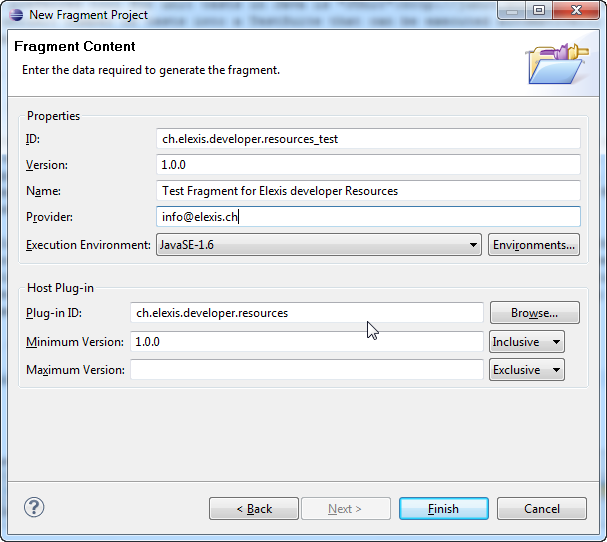 New Fragment Project
Fragment Content
Enter the data required to generate the fragment.
Properties
ID: ch.elexis.developer.resources_test
Version: 1.0.0
Name: Test Fragment for Elexis developer Resources
Provider: info@elexis.ch
Execution Environment: JavaSE-1.6 Environments...
Host Plug-in
Plug-in ID: ch.elexis.developer.resources Browse...
Minimum Version: 1.0.0 Inclusive
Maximum Version: Exclusive
? < Back Next > Finish Cancel